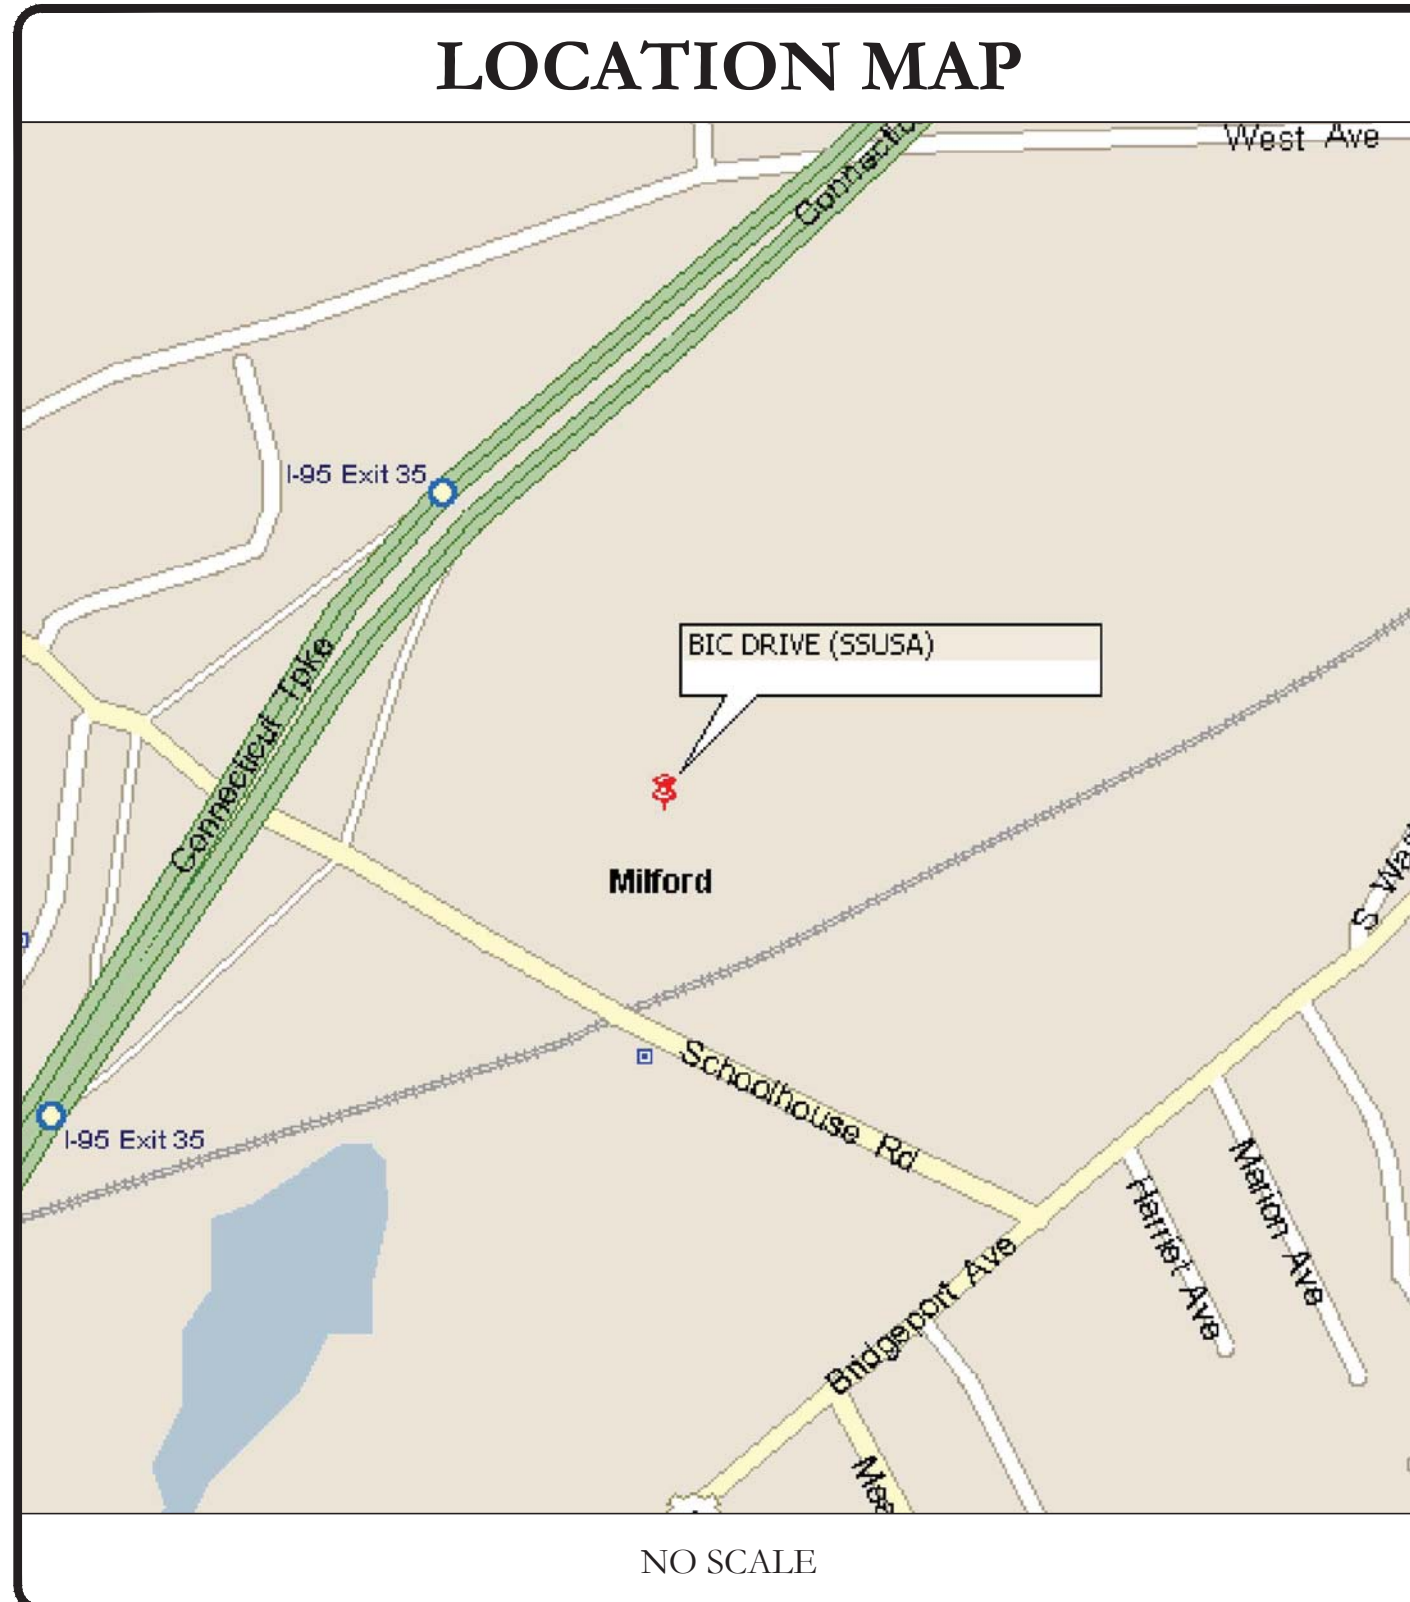 LOCATION MAP
West Ave
I-95 Exit 35
Connecticut Tpke
BIC DRIVE (SSUSA)
Milford
S
Schoolhouse Rd
I-95 Exit 35
Marion Ave
Harriet Ave
Bridgeport Ave
NO SCALE